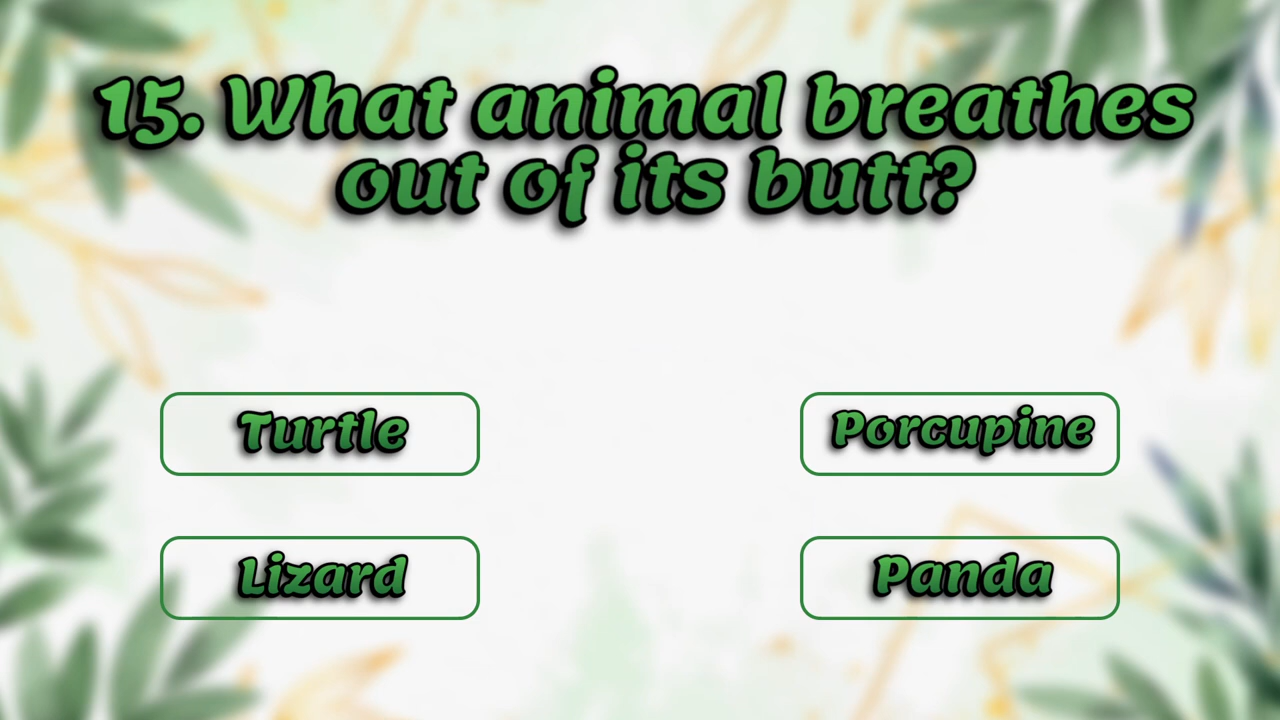 15. What animal breathes
out of its butt?
Turtle
Porcupine
Lizard
Panda